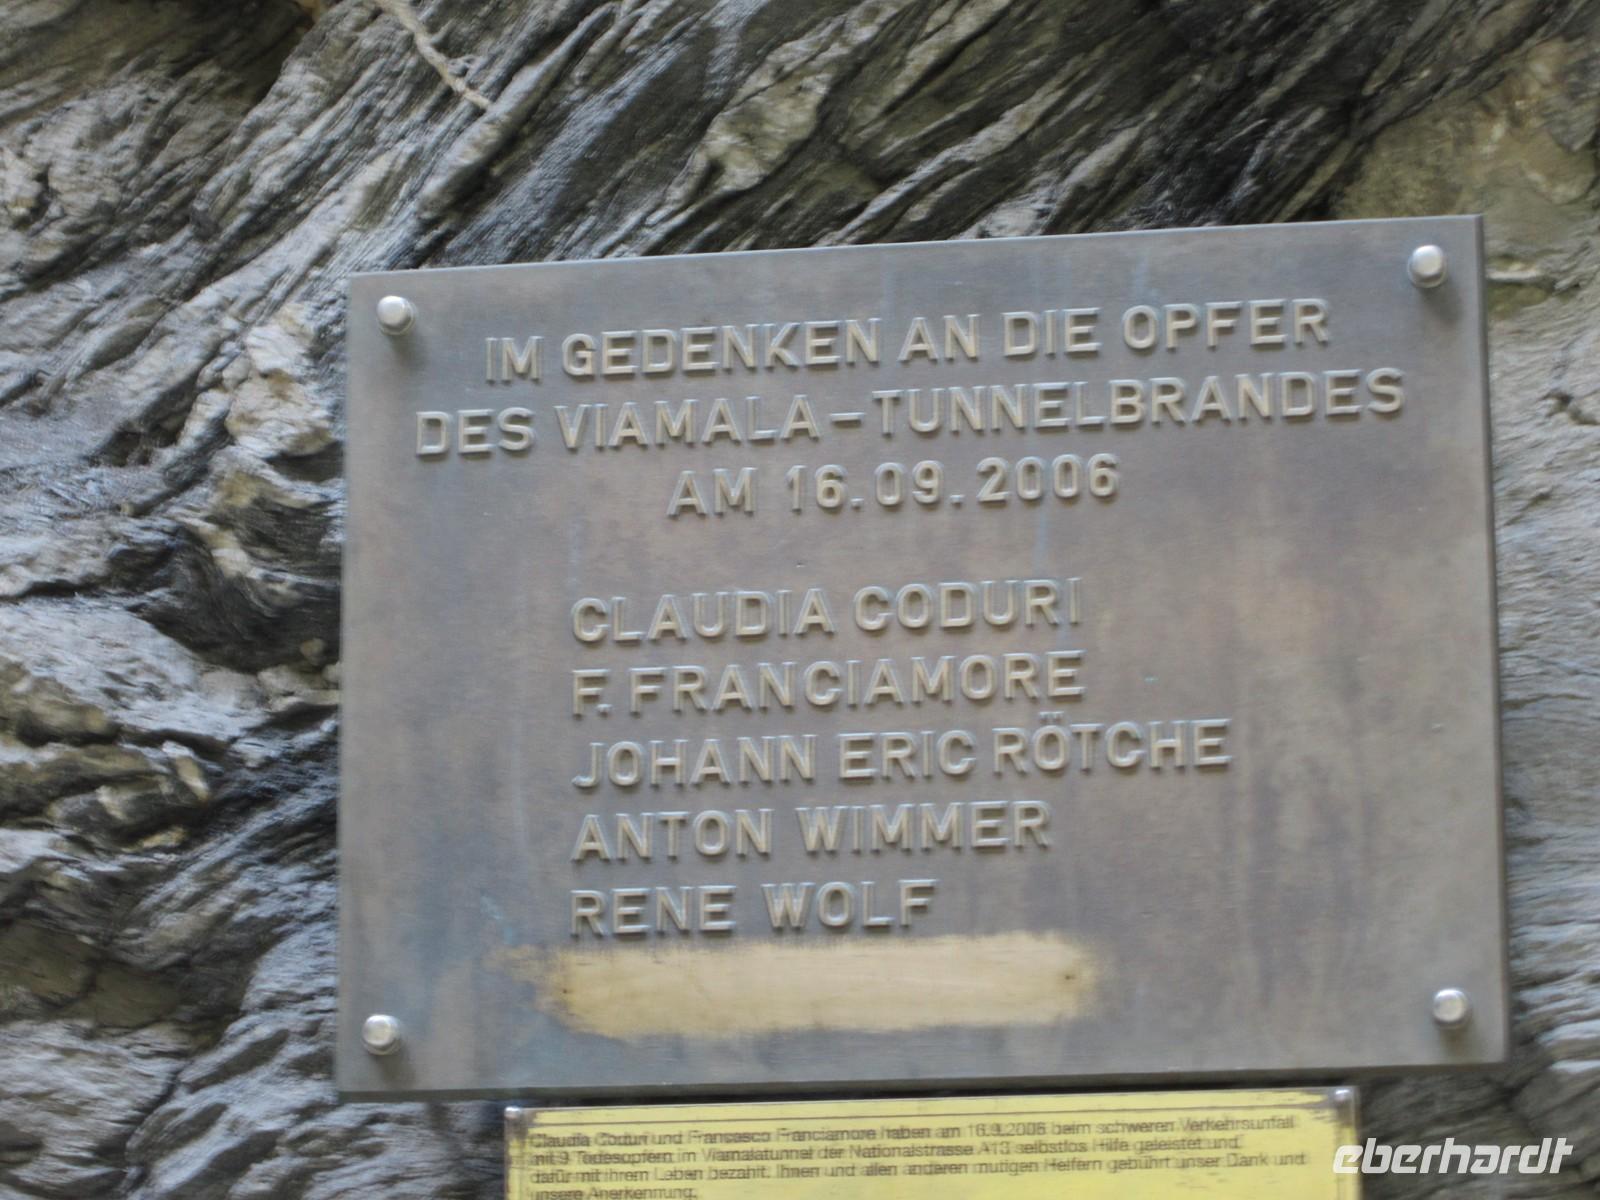 IM GEDENKEN AN DIE OPFER
DES VIAMALA-TUNNELBRANDES
AM 16.09.2006
CLAUDIA CODURI
F. FRANCIAMORE
JOHANN ERIC RÖTCHE
ANTON WIMMER
RENE WOLF
Claudia Coduri und Francesco Franciamore haben am 16.9.2006 beim schweren Verkehrsunfall
mit 9 Todesopfern im Viamalatunnel der Nationalstrasse A13 selbstlos Hilfe geleistet und
dafür mit ihrem Leben bezahlt. Ihnen und allen anderen mutigen Helfern gebührt unser Dank und
unsere Anerkennung.
eberhardt